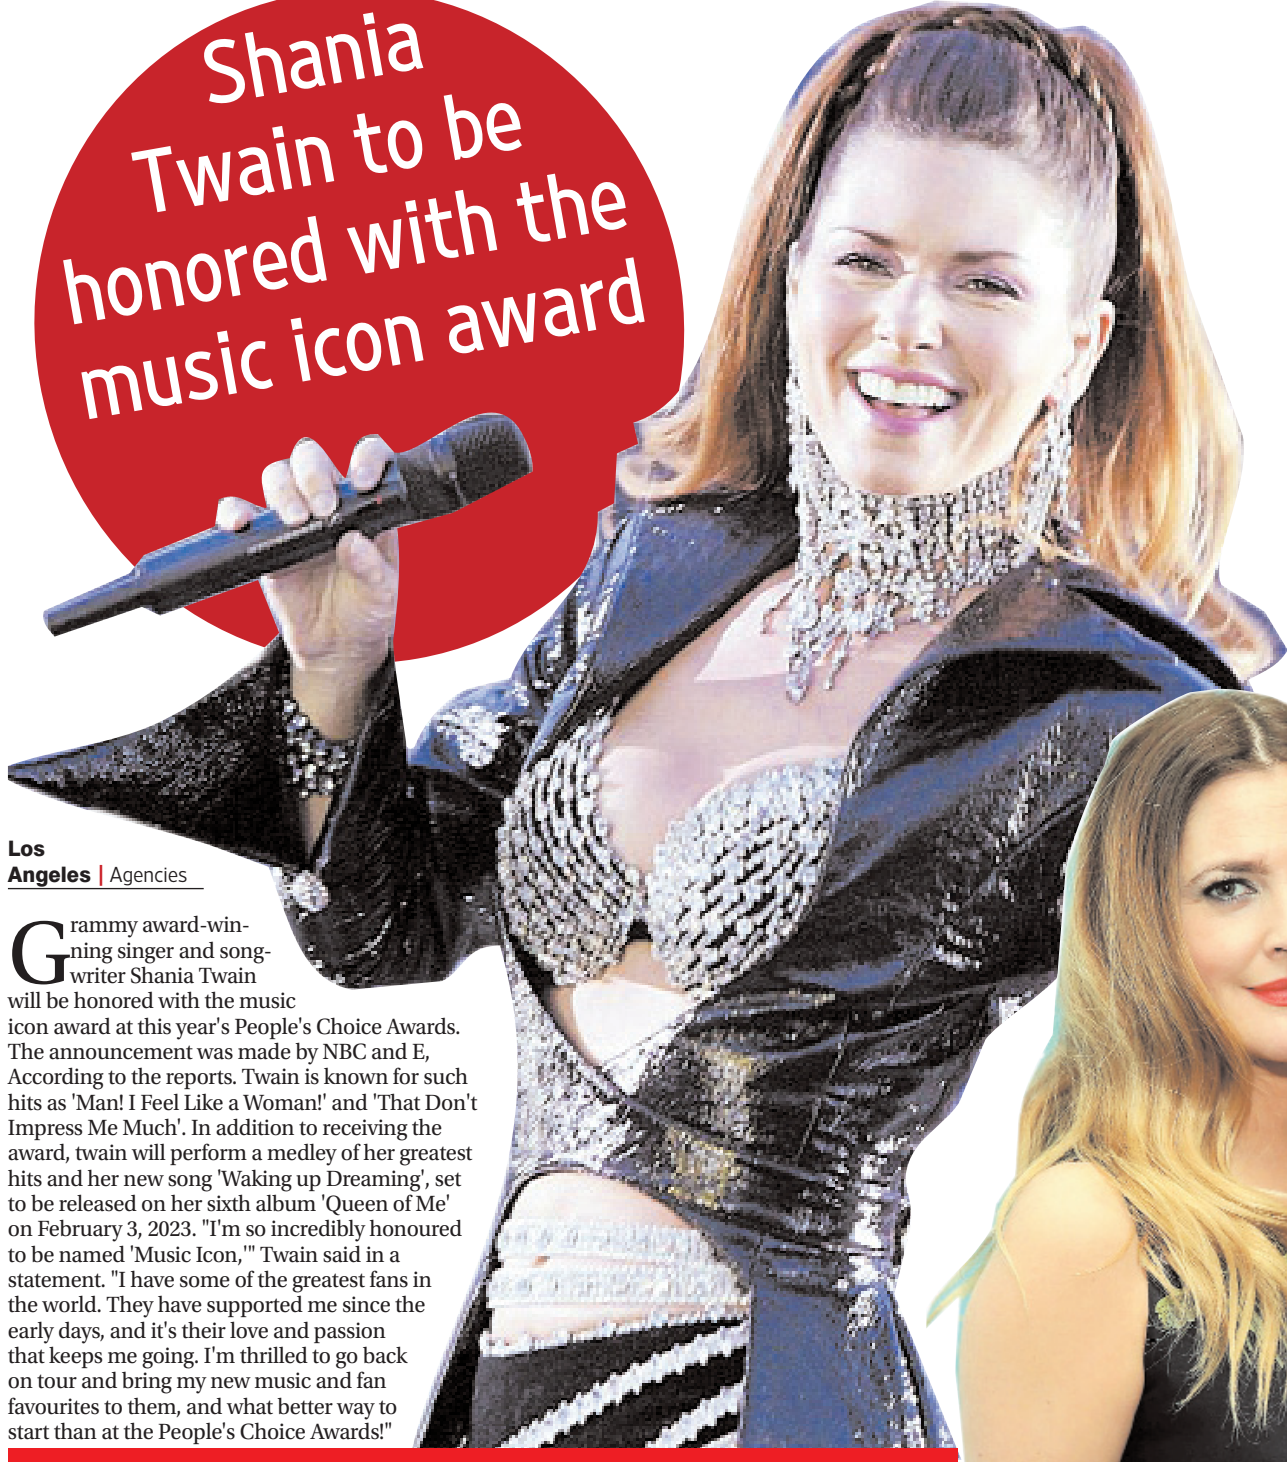 Shania
Twain to be
honored with the
music icon award
Los
Angeles | Agencies
Grammy award-win-
ning singer and song-
writer Shania Twain
will be honored with the music
icon award at this year's People's Choice Awards.
The announcement was made by NBC and E,
According to the reports. Twain is known for such
hits as 'Man! I Feel Like a Woman!' and 'That Don't
Impress Me Much'. In addition to receiving the
award, twain will perform a medley of her greatest
hits and her new song 'Waking up Dreaming', set
to be released on her sixth album 'Queen of Me'
on February 3, 2023. "I'm so incredibly honoured
to be named 'Music Icon,'" Twain said in a
statement. "I have some of the greatest fans in
the world. They have supported me since the
early days, and it's their love and passion
that keeps me going. I'm thrilled to go back
on tour and bring my new music and fan
favourites to them, and what better way to
start than at the People's Choice Awards!"